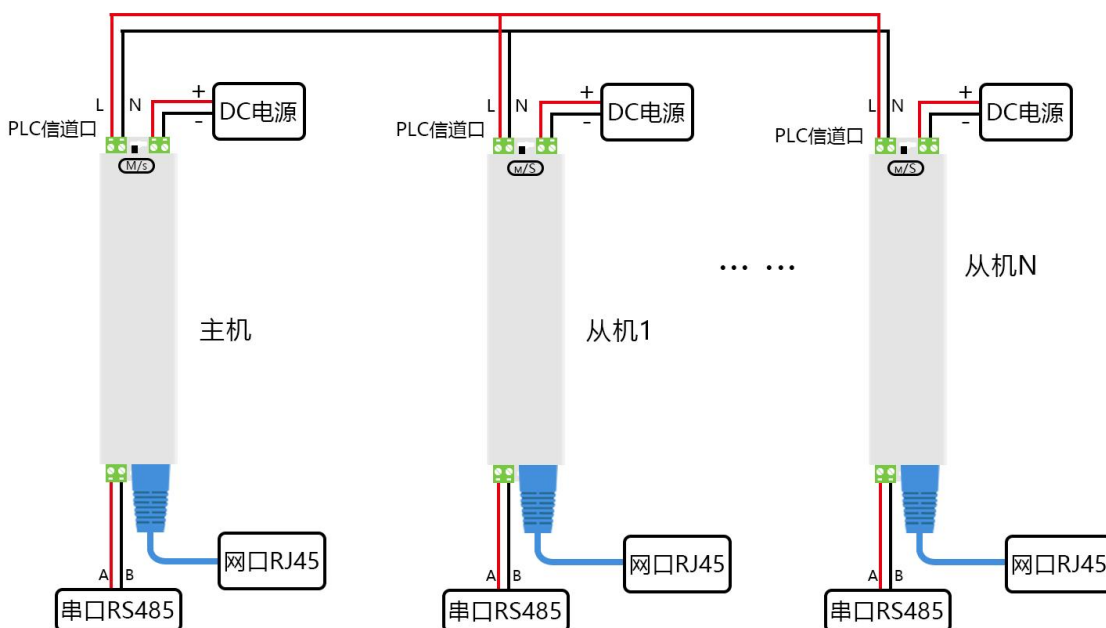 L N + DC电源
-
PLC信道口
M/s
主机
A B
网口RJ45
串口RS485
L N + DC电源
-
PLC信道口
M/S
从机1
A B
网口RJ45
串口RS485
... ...
L N + DC电源
-
PLC信道口
M/S
从机N
A B
网口RJ45
串口RS485